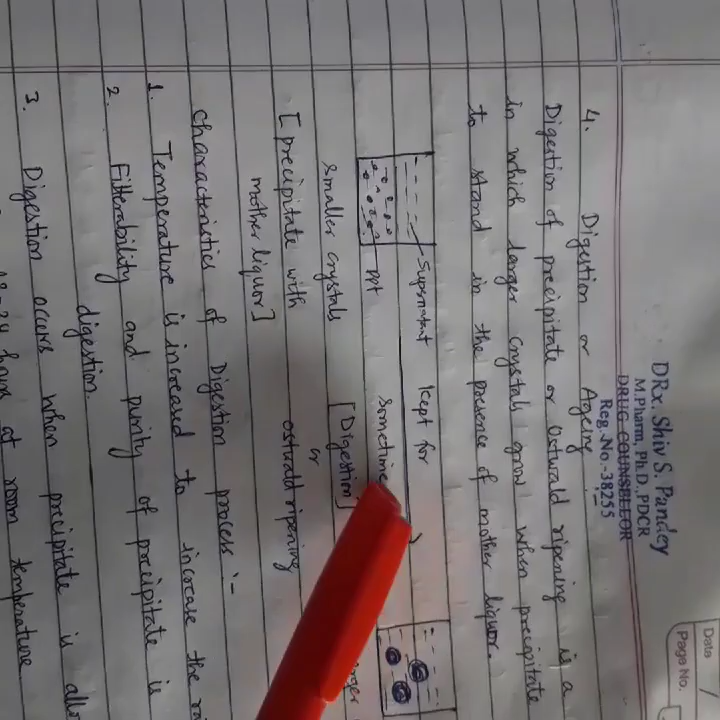 DRx. Shiv S. Pandey
M.Pharm, Ph.D., PDCR
DRUG COUNSELLOR
Reg. No.-38255
Date /
Page No.
4. Digestion or Ageing
Digestion of precipitate or Ostwald ripening is a
in which larger crystals grow when precipitate
to stand in the presence of mother liquor.
Supernatant kept for
ppt sometime
smaller crystals [Digestion]
or
[precipitate with ostwald ripening
mother liquor]
Characteristics of Digestion process :-
1. Temperature is increased to increase the
2. Filterability and purity of precipitate is
digestion.
3. Digestion occurs when precipitate is
hours at room temperature